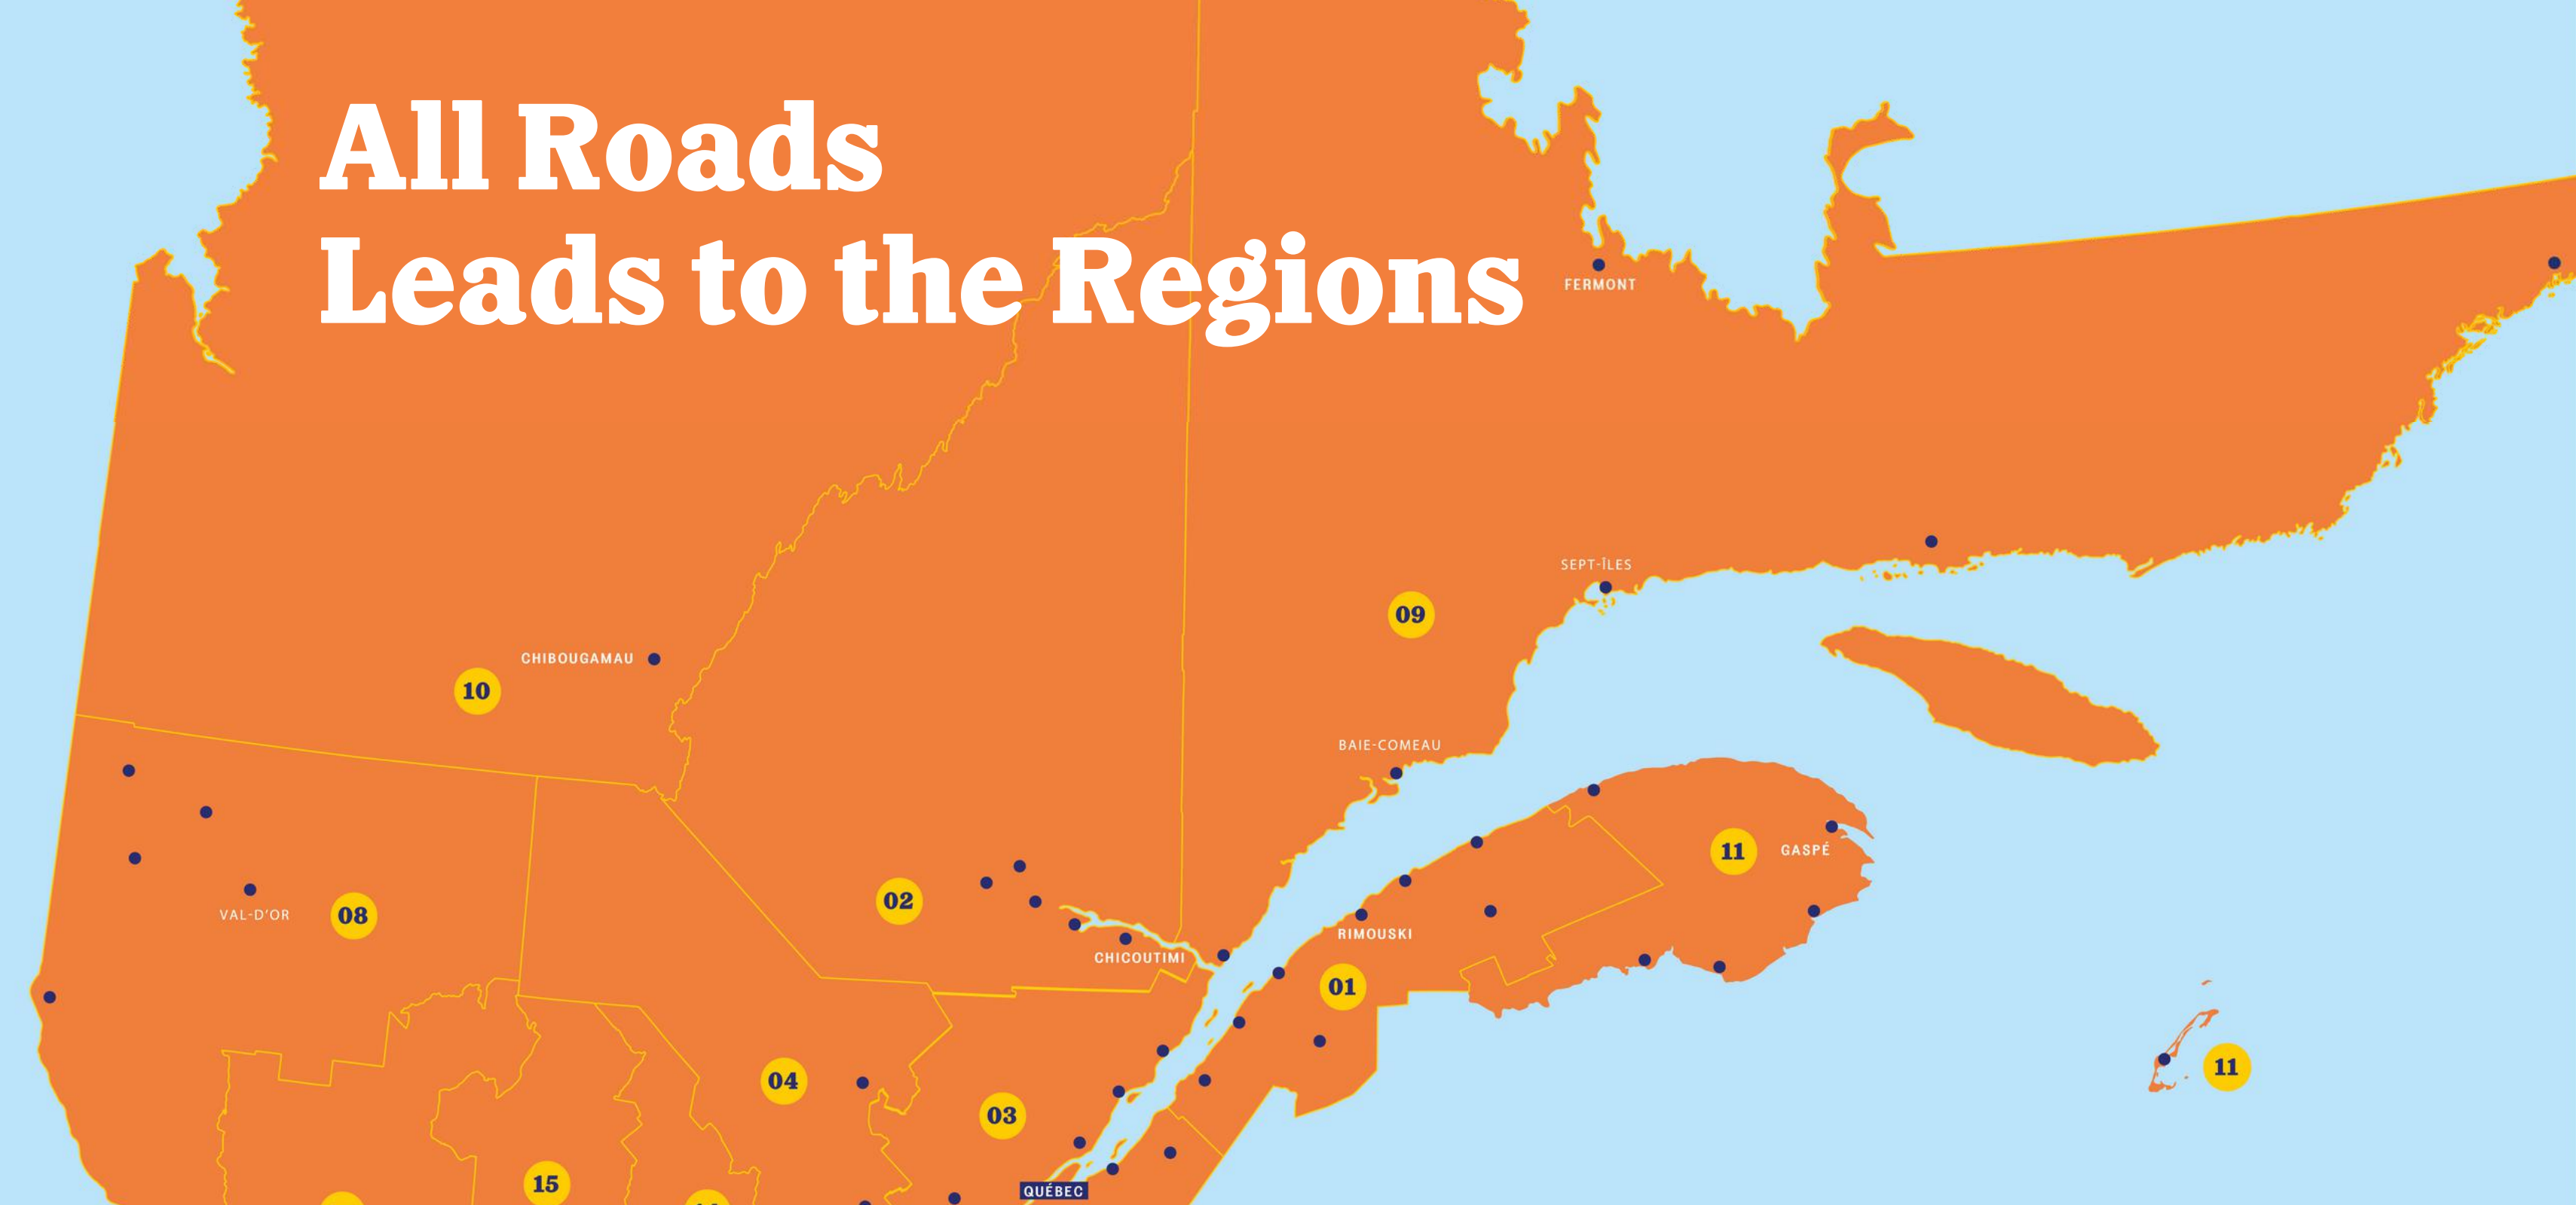 All Roads
Leads to the Regions
FERMONT
SEPT-ÎLES
09
CHIBOUGAMAU
10
BAIE-COMEAU
11
GASPÉ
02
VAL-D'OR
08
RIMOUSKI
CHICOUTIMI
01
11
04
03
15
QUÉBEC